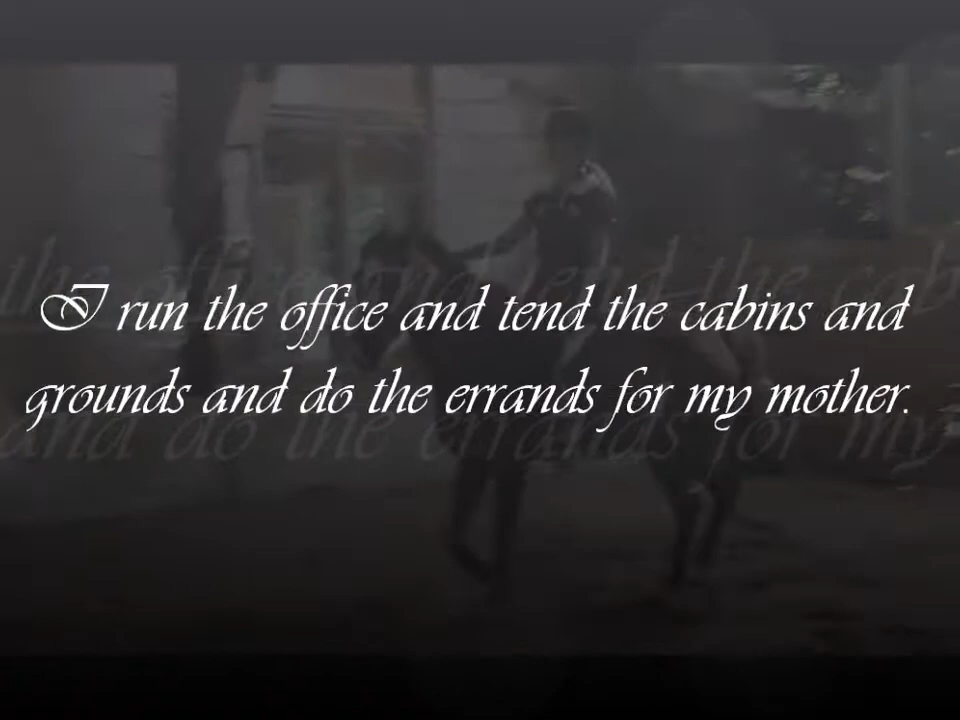 I run the office and tend the cabins and
grounds and do the errands for my mother.